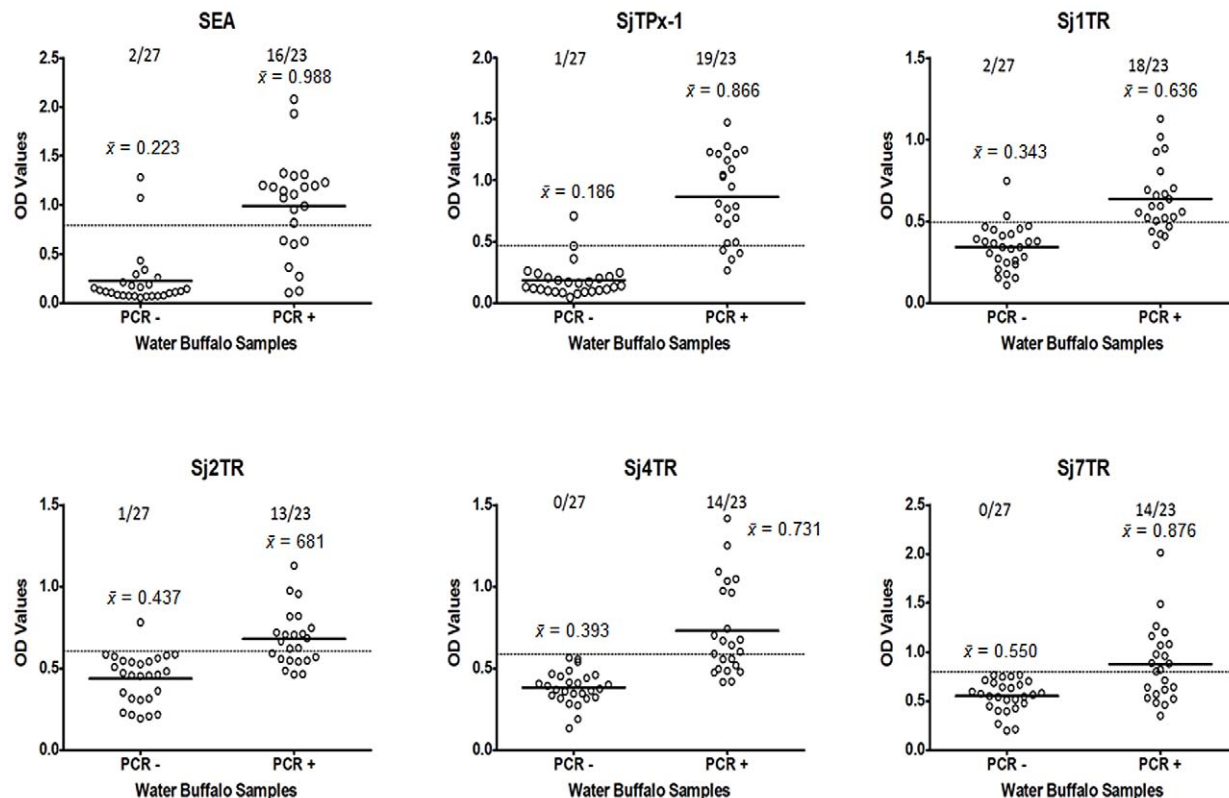 SEA
2/27 16/23
x̄ = 0.988
x̄ = 0.223
OD Values
2.5
2.0
1.5
1.0
0.5
0.0
PCR - PCR +
Water Buffalo Samples
SjTPx-1
1/27 19/23
x̄ = 0.866
x̄ = 0.186
OD Values
2.0
1.5
1.0
0.5
0.0
PCR - PCR +
Water Buffalo Samples
Sj1TR
2/27 18/23
x̄ = 0.636
x̄ = 0.343
OD Values
1.5
1.0
0.5
0.0
PCR - PCR +
Water Buffalo Samples
Sj2TR
1/27 13/23
x̄ = 681
x̄ = 0.437
OD Values
1.5
1.0
0.5
0.0
PCR - PCR +
Water Buffalo Samples
Sj4TR
0/27 14/23
x̄ = 0.731
x̄ = 0.393
OD Values
1.5
1.0
0.5
0.0
PCR - PCR +
Water Buffalo Samples
Sj7TR
0/27 14/23
x̄ = 0.876
x̄ = 0.550
OD Values
2.5
2.0
1.5
1.0
0.5
0.0
PCR - PCR +
Water Buffalo Samples